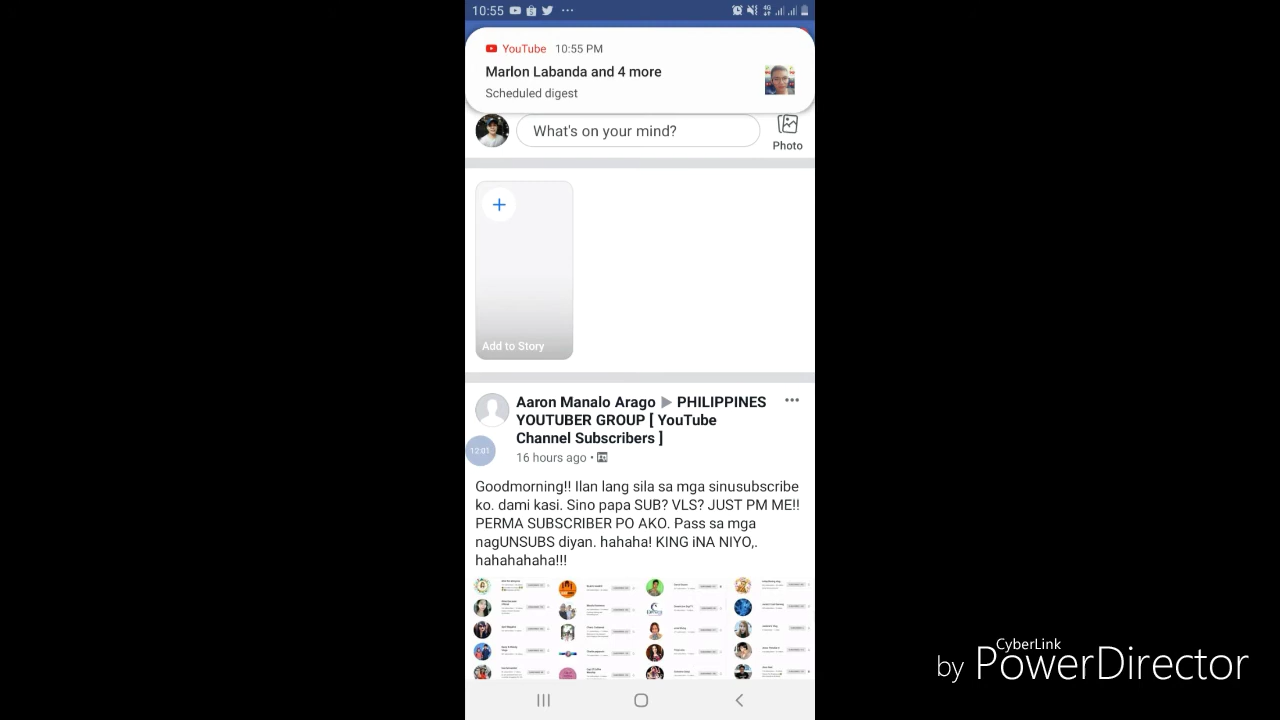 10:55
4G
YouTube 10:55 PM
Marlon Labanda and 4 more
Scheduled digest
What's on your mind?
Photo
Add to Story
Aaron Manalo Arago ▶ PHILIPPINES
YOUTUBER GROUP [ YouTube
Channel Subscribers ]
16 hours ago •
12:01
Goodmorning!! Ilan lang sila sa mga sinusubscribe
ko. dami kasi. Sino papa SUB? VLS? JUST PM ME!!
PERMA SUBSCRIBER PO AKO. Pass sa mga
nagUNSUBS diyan. hahaha! KING iNA NIYO,.
hahahahaha!!!
CyberLink
by PowerDirector